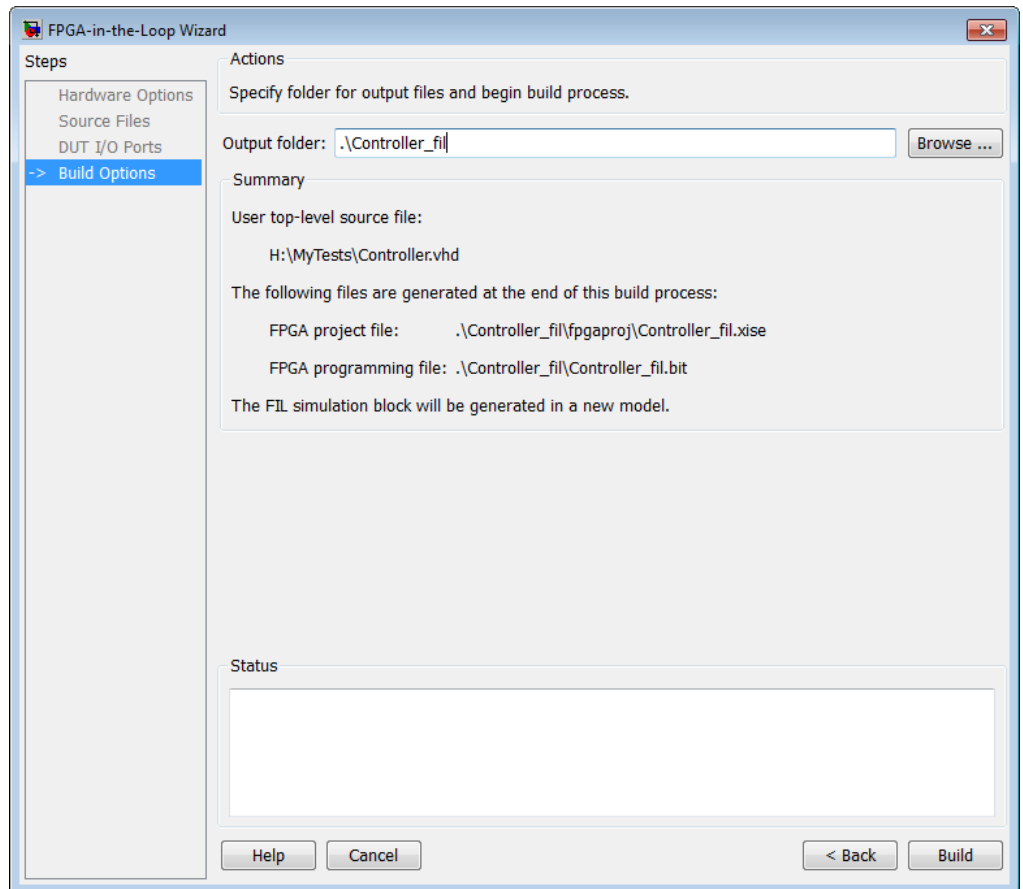 FPGA-in-the-Loop Wizard
Steps
Hardware Options
Source Files
DUT I/O Ports
-> Build Options
Actions
Specify folder for output files and begin build process.
Output folder: .\Controller_fil Browse ...
Summary
User top-level source file:
H:\MyTests\Controller.vhd
The following files are generated at the end of this build process:
FPGA project file: .\Controller_fil\fpgaproj\Controller_fil.xise
FPGA programming file: .\Controller_fil\Controller_fil.bit
The FIL simulation block will be generated in a new model.
Status
Help Cancel < Back Build